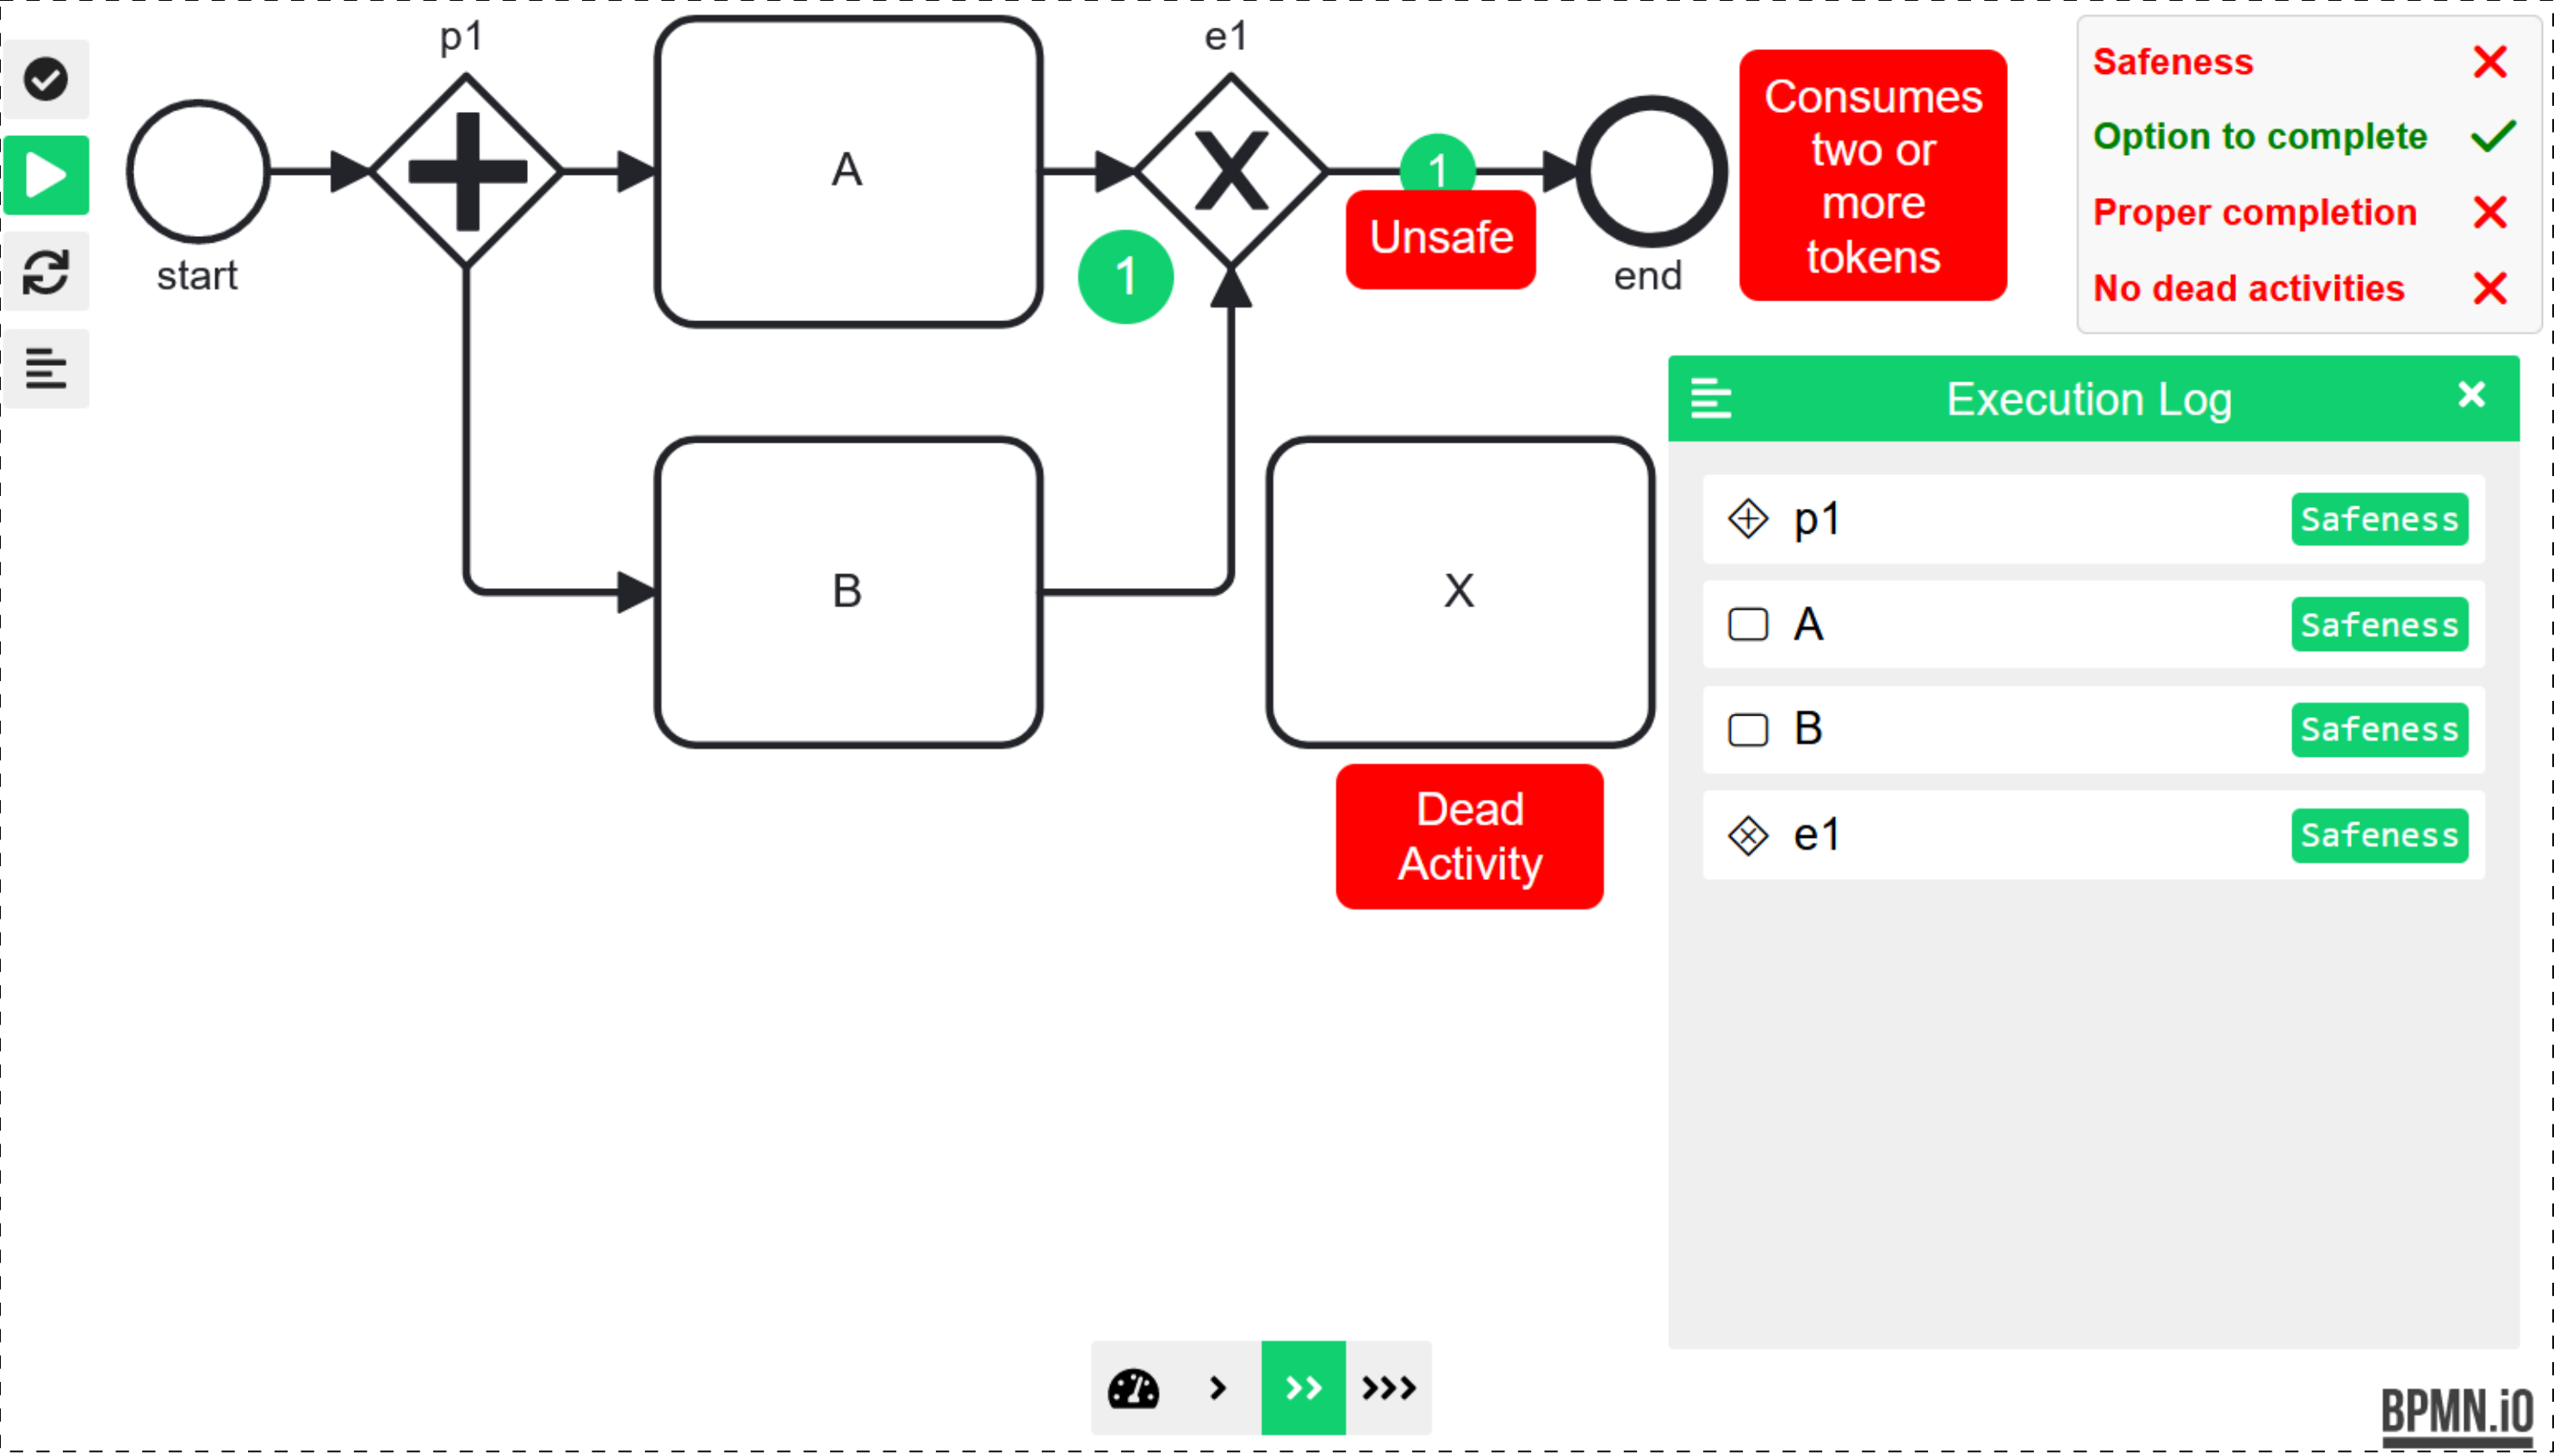 p1
e1
A
1
1
Unsafe
start
end
Consumes
two or
more
tokens
Safeness
Option to complete
Proper completion
No dead activities
B
X
Dead
Activity
Execution Log
p1 Safeness
A Safeness
B Safeness
e1 Safeness
BPMN.iO